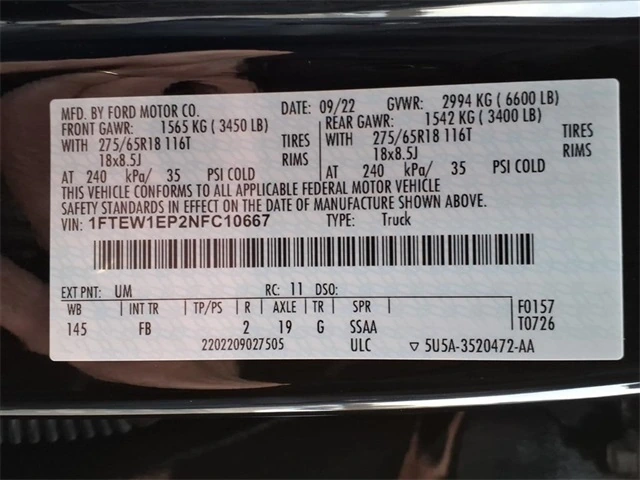 MFD. BY FORD MOTOR CO. DATE: 09/22 GVWR: 2994 KG ( 6600 LB)
FRONT GAWR: 1565 KG ( 3450 LB) REAR GAWR: 1542 KG ( 3400 LB)
WITH 275/65R18 116T TIRES WITH 275/65R18 116T TIRES
18x8.5J RIMS 18x8.5J RIMS
AT 240 kPa/ 35 PSI COLD AT 240 kPa/ 35 PSI COLD
THIS VEHICLE CONFORMS TO ALL APPLICABLE FEDERAL MOTOR VEHICLE
SAFETY STANDARDS IN EFFECT ON THE DATE OF MANUFACTURE SHOWN ABOVE.
VIN: 1FTEW1EP2NFC10667 TYPE: Truck
EXT PNT: UM RC: 11 DSO:
WB INT TR TP/PS R AXLE TR SPR F0157
145 FB 2 19 G SSAA T0726
2202209027505 ULC ▽ 5U5A-3520472-AA